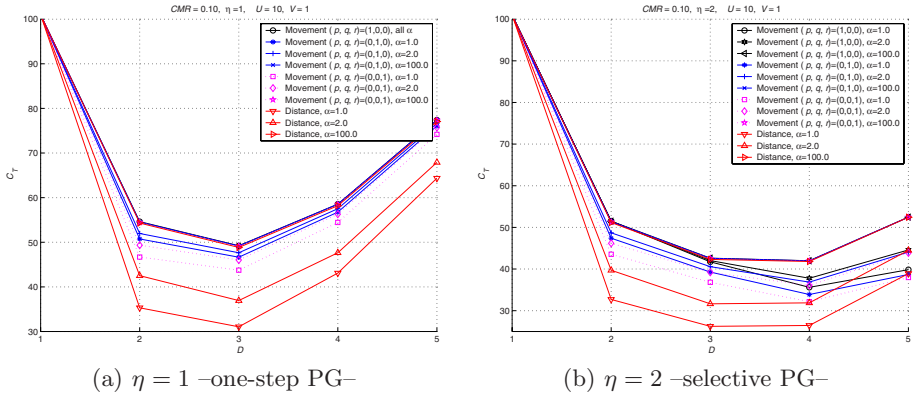 CMR = 0.10, η =1, U = 10, V = 1
100
90
80
70
60
50
40
30
C_T
1 2 3 4 5
D
Movement ( p, q, r)=(1,0,0), all α
Movement ( p, q, r)=(0,1,0), α=1.0
Movement ( p, q, r)=(0,1,0), α=2.0
Movement ( p, q, r)=(0,1,0), α=100.0
Movement ( p, q, r)=(0,0,1), α=1.0
Movement ( p, q, r)=(0,0,1), α=2.0
Movement ( p, q, r)=(0,0,1), α=100.0
Distance, α=1.0
Distance, α=2.0
Distance, α=100.0
(a) η = 1 –one-step PG–
CMR = 0.10, η =2, U = 10, V = 1
100
90
80
70
60
50
40
30
C_T
1 2 3 4 5
D
Movement ( p, q, r)=(1,0,0), α=1.0
Movement ( p, q, r)=(1,0,0), α=2.0
Movement ( p, q, r)=(1,0,0), α=100.0
Movement ( p, q, r)=(0,1,0), α=1.0
Movement ( p, q, r)=(0,1,0), α=2.0
Movement ( p, q, r)=(0,1,0), α=100.0
Movement ( p, q, r)=(0,0,1), α=1.0
Movement ( p, q, r)=(0,0,1), α=2.0
Movement ( p, q, r)=(0,0,1), α=100.0
Distance, α=1.0
Distance, α=2.0
Distance, α=100.0
(b) η = 2 –selective PG–